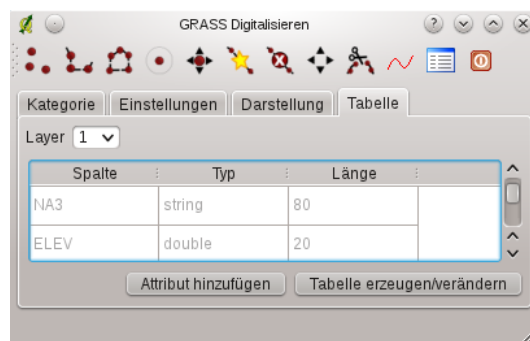 GRASS Digitalisieren
Kategorie Einstellungen Darstellung Tabelle
Layer 1
Spalte Typ Länge
NA3 string 80
ELEV double 20
Attribut hinzufügen Tabelle erzeugen/verändern